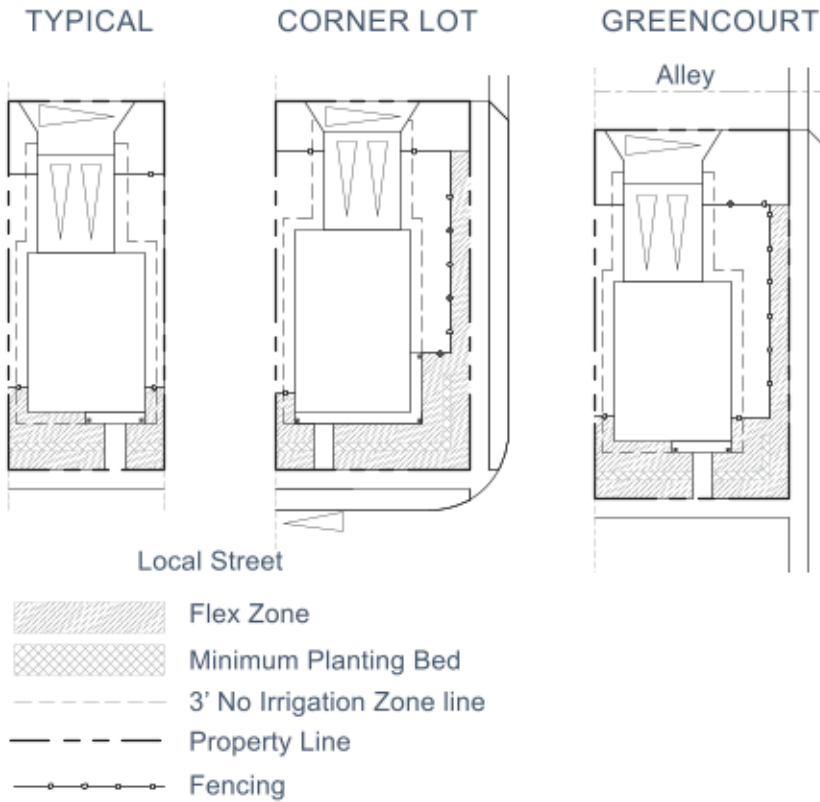 TYPICAL
CORNER LOT
GREENCOURT
Alley
Local Street
Flex Zone
Minimum Planting Bed
3' No Irrigation Zone line
Property Line
Fencing